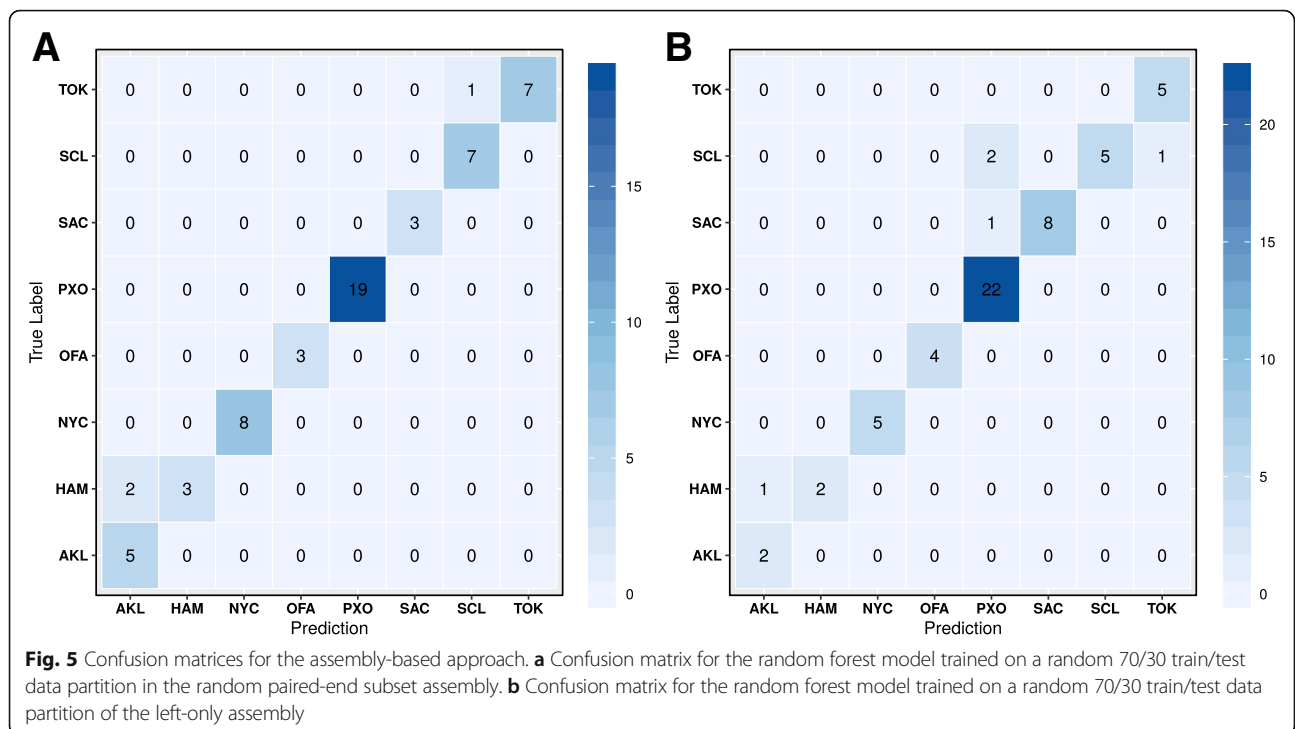 A
TOK 0 0 0 0 0 0 1 7
SCL 0 0 0 0 0 0 7 0
SAC 0 0 0 0 0 3 0 0
PXO 0 0 0 0 19 0 0 0
OFA 0 0 0 3 0 0 0 0
NYC 0 0 8 0 0 0 0 0
HAM 2 3 0 0 0 0 0 0
AKL 5 0 0 0 0 0 0 0
AKL HAM NYC OFA PXO SAC SCL TOK
Prediction
True Label
15
10
5
0
B
TOK 0 0 0 0 0 0 0 5
SCL 0 0 0 0 2 0 5 1
SAC 0 0 0 0 1 8 0 0
PXO 0 0 0 0 22 0 0 0
OFA 0 0 0 4 0 0 0 0
NYC 0 0 5 0 0 0 0 0
HAM 1 2 0 0 0 0 0 0
AKL 2 0 0 0 0 0 0 0
AKL HAM NYC OFA PXO SAC SCL TOK
Prediction
True Label
20
15
10
5
0
Fig. 5 Confusion matrices for the assembly-based approach. a Confusion matrix for the random forest model trained on a random 70/30 train/test
data partition in the random paired-end subset assembly. b Confusion matrix for the random forest model trained on a random 70/30 train/test data
partition of the left-only assembly